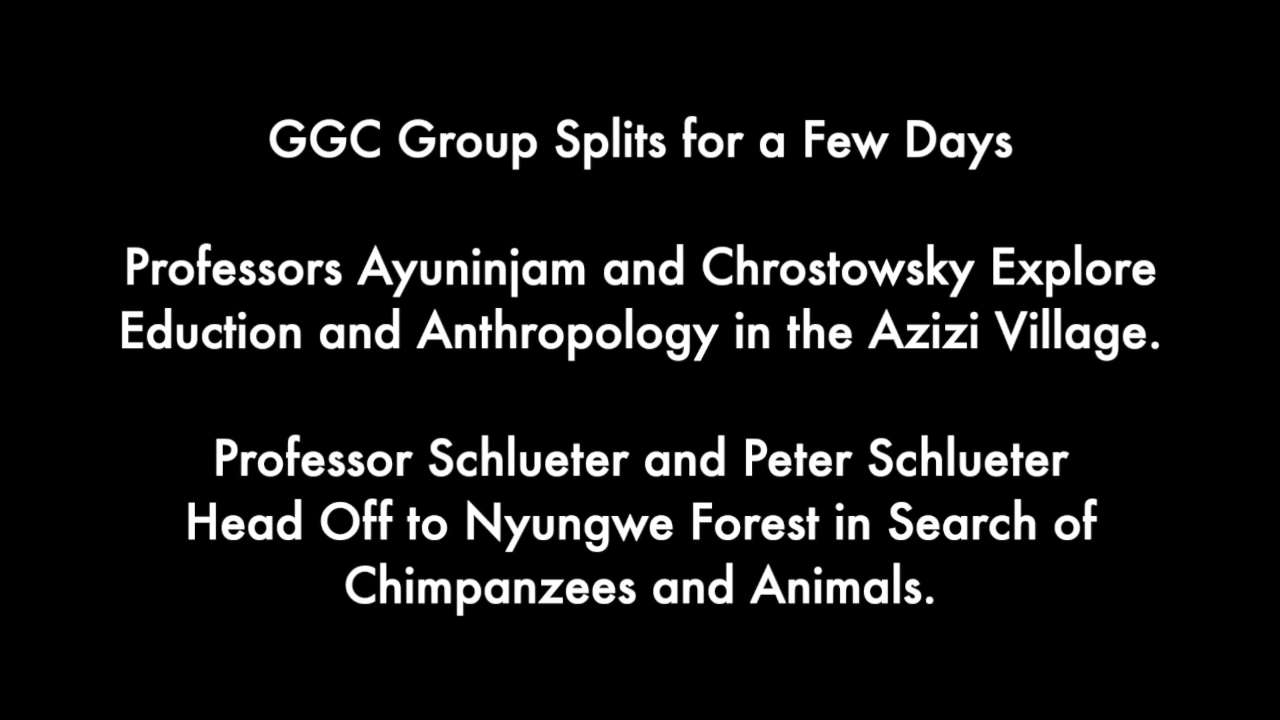 GGC Group Splits for a Few Days
Professors Ayuninjam and Chrostowsky Explore
Eduction and Anthropology in the Azizi Village.
Professor Schlueter and Peter Schlueter
Head Off to Nyungwe Forest in Search of
Chimpanzees and Animals.